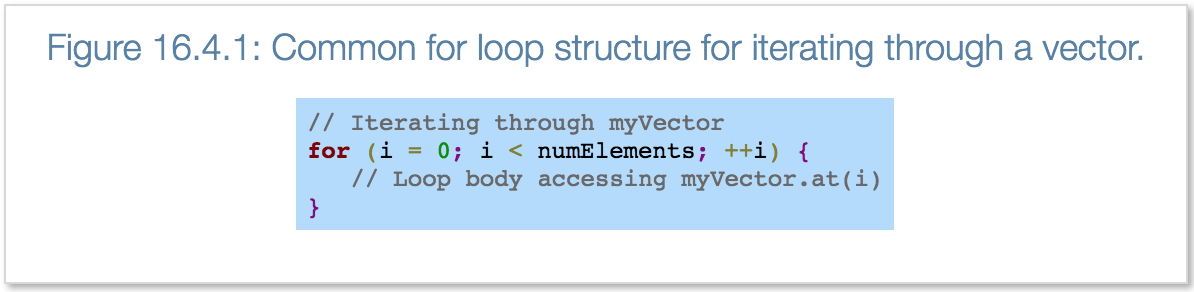 Figure 16.4.1: Common for loop structure for iterating through a vector.
// Iterating through myVector
for (i = 0; i < numElements; ++i) {
   // Loop body accessing myVector.at(i)
}